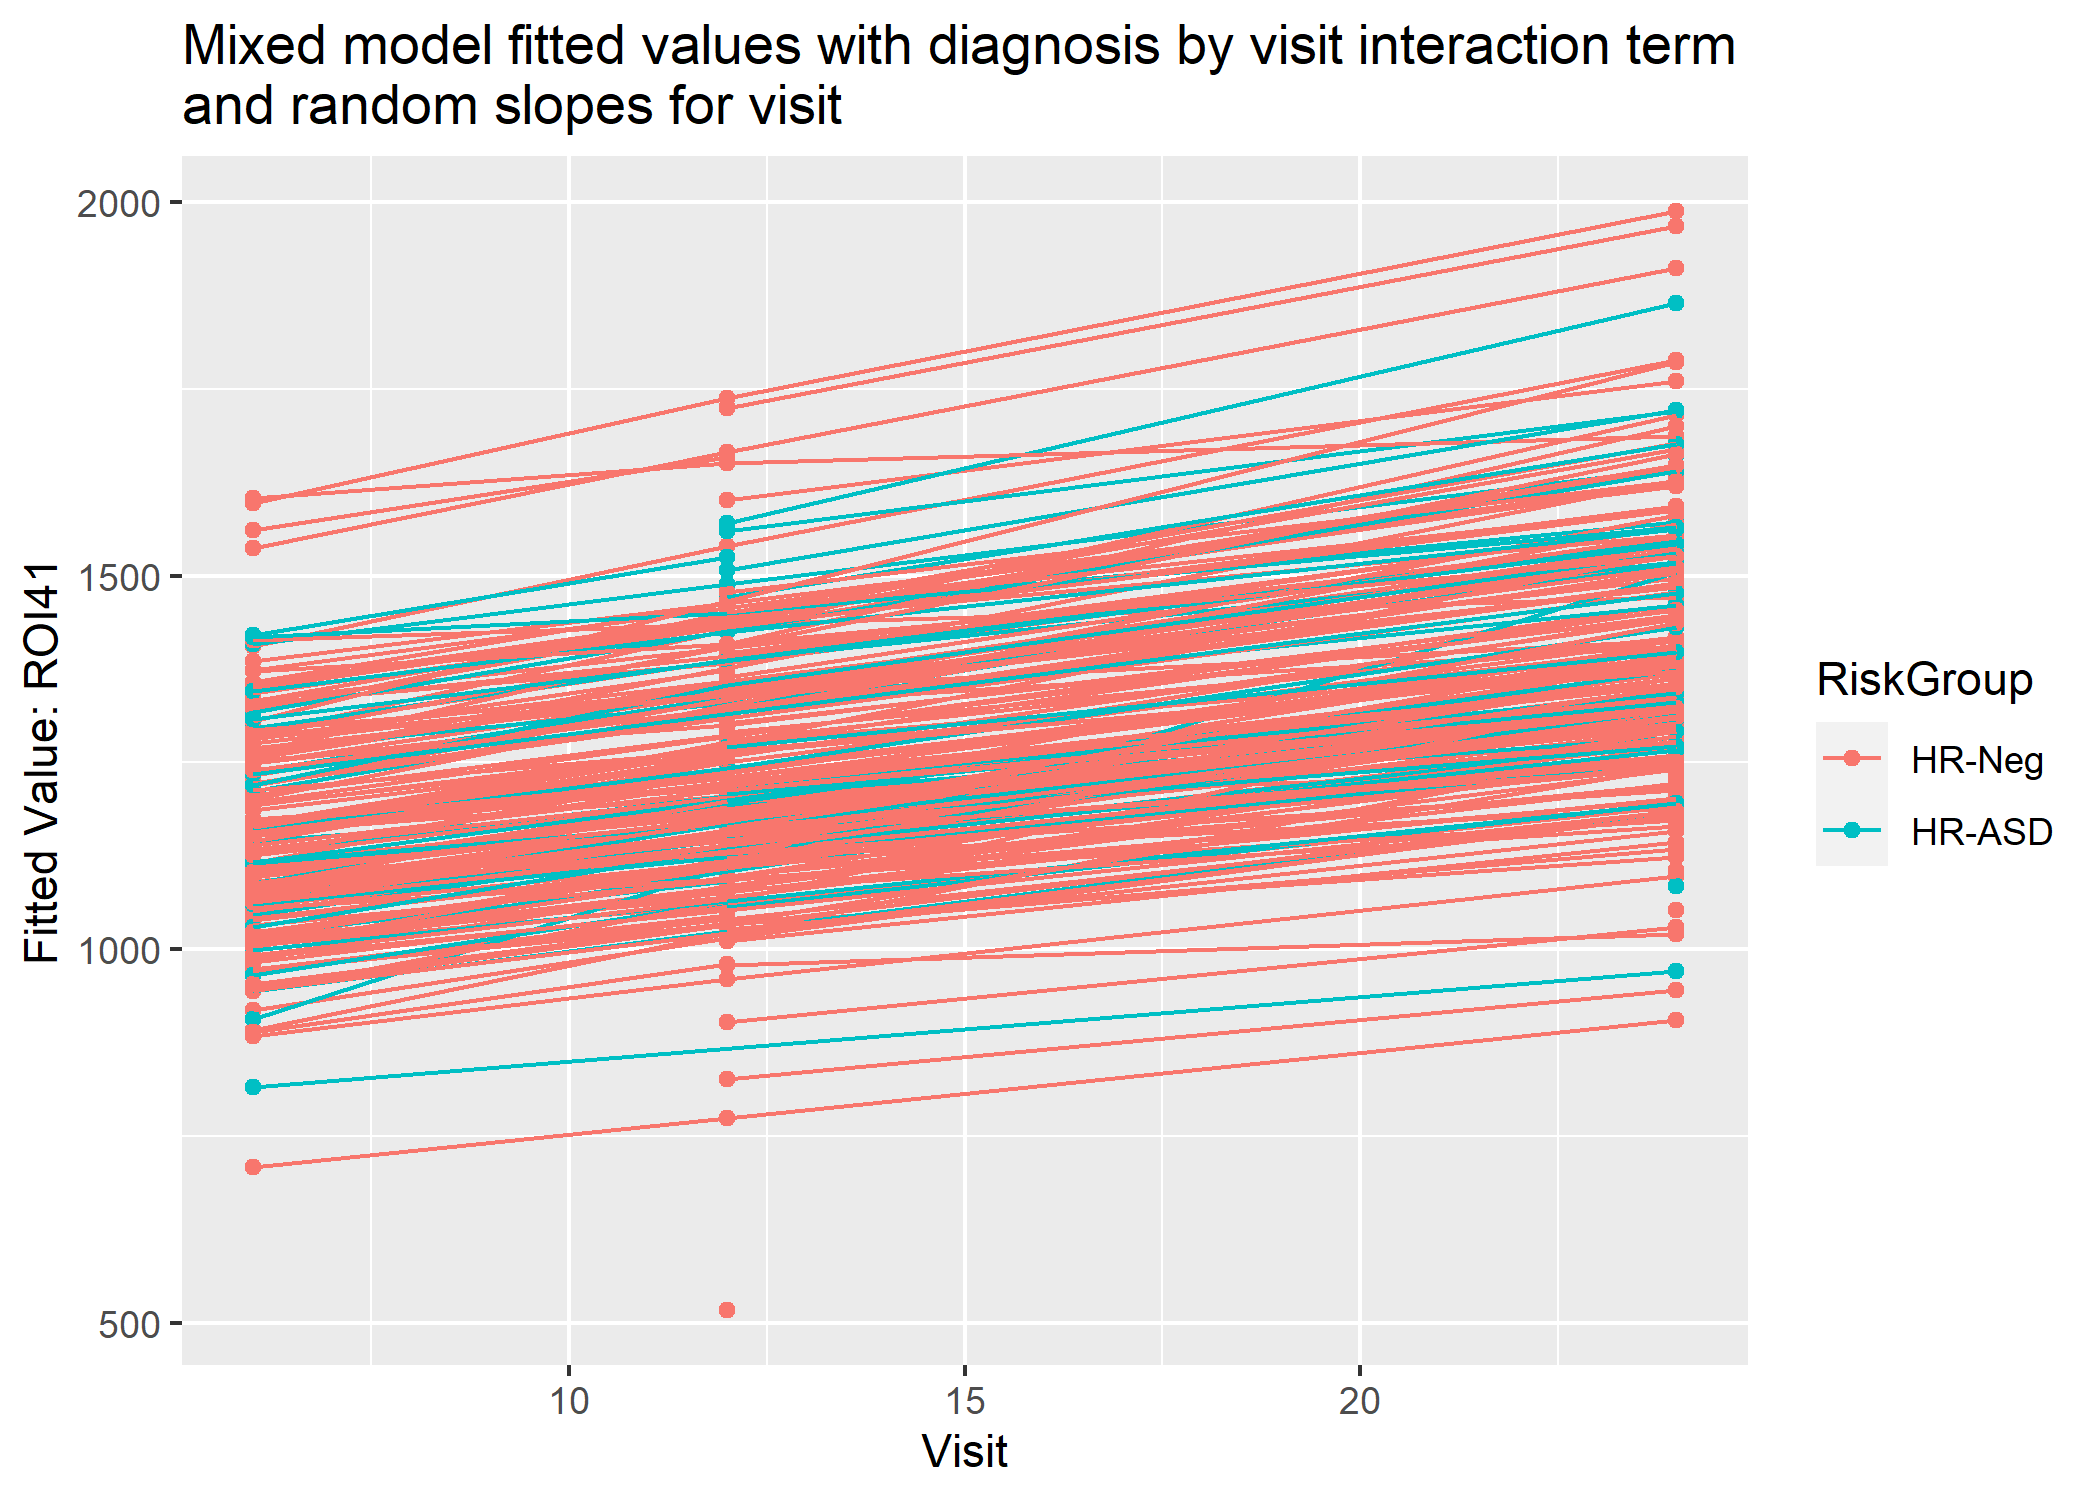 Mixed model fitted values with diagnosis by visit interaction term
and random slopes for visit
2000
1500
1000
500
Fitted Value: ROI41
10
15
20
Visit
RiskGroup
HR-Neg
HR-ASD